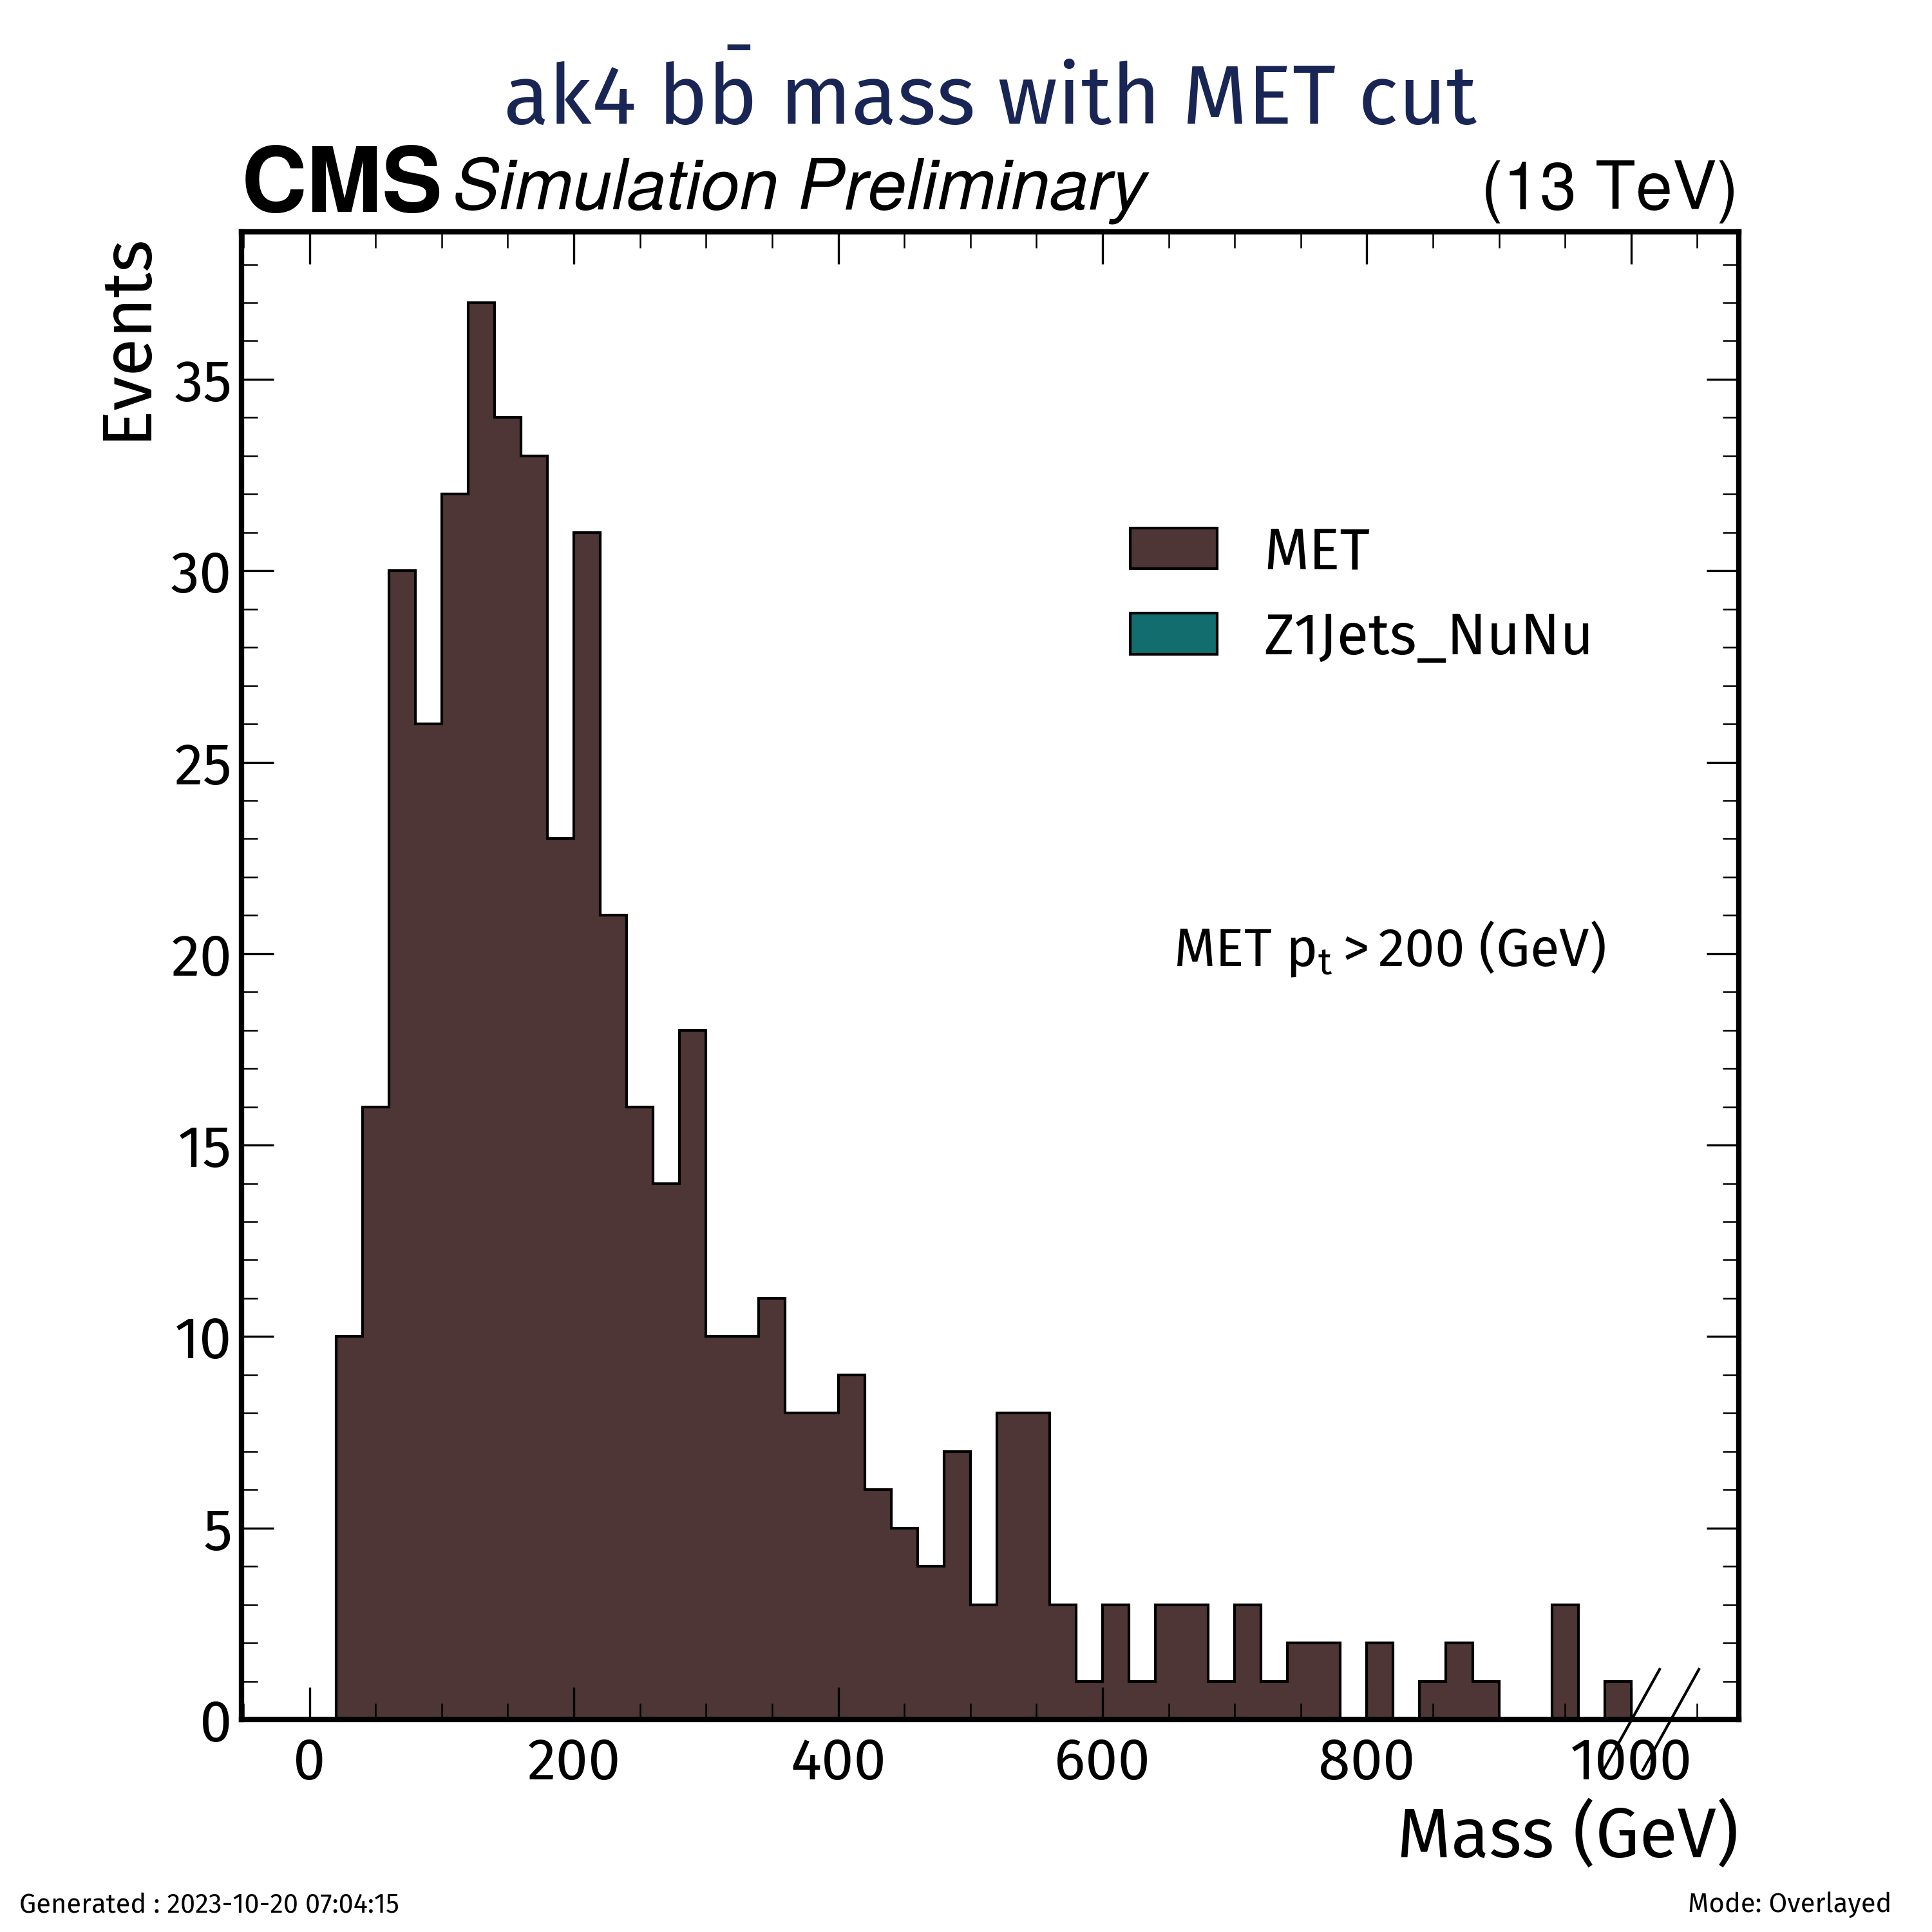 ak4 bb̄ mass with MET cut
CMS Simulation Preliminary (13 TeV)
Events
35
30
25
20
15
10
5
0
MET
Z1Jets_NuNu
MET pₜ > 200 (GeV)
0 200 400 600 800 1000
Mass (GeV)
Generated : 2023-10-20 07:04:15
Mode: Overlayed